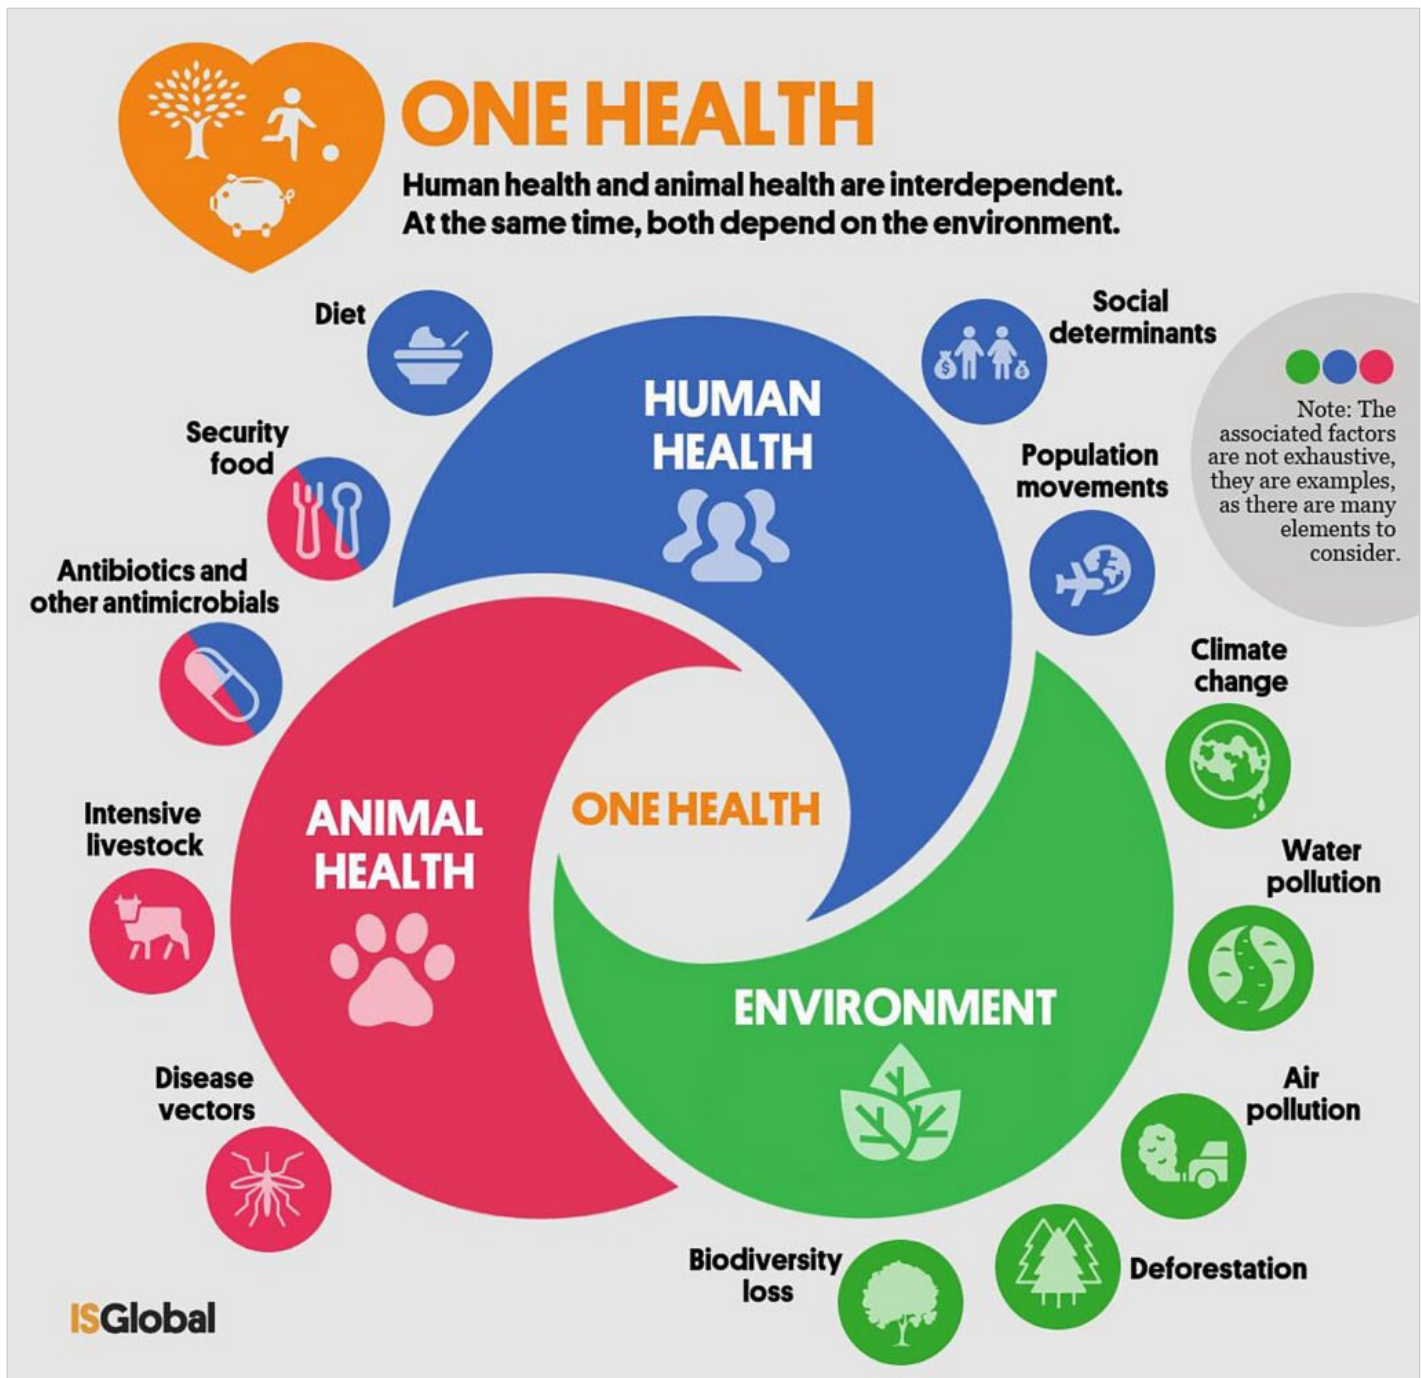 ONE HEALTH
Human health and animal health are interdependent.
At the same time, both depend on the environment.
Diet
Social
determinants
Security
food
Population
movements
Note: The
associated factors
are not exhaustive,
they are examples,
as there are many
elements to
consider.
HUMAN
HEALTH
Antibiotics and
other antimicrobials
Climate
change
Intensive
livestock
ANIMAL
HEALTH
ONE HEALTH
Water
pollution
ENVIRONMENT
Disease
vectors
Air
pollution
Biodiversity
loss
Deforestation
ISGlobal